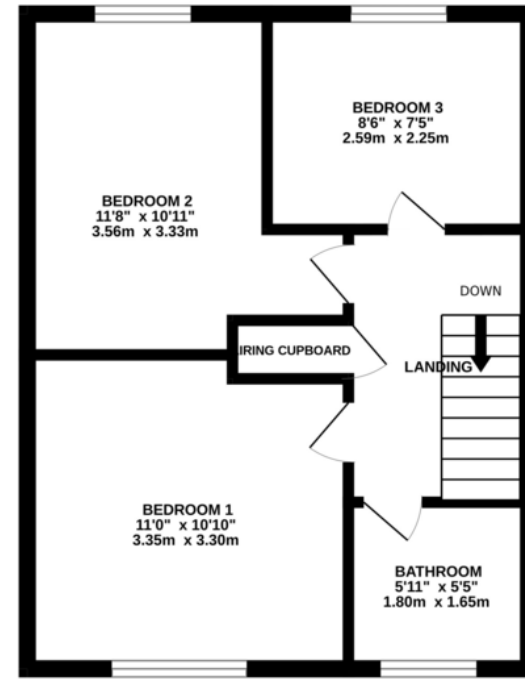 BEDROOM 3
8'6" x 7'5"
2.59m x 2.25m
BEDROOM 2
11'8" x 10'11"
3.56m x 3.33m
DOWN
IRING CUPBOARD
LANDING
BEDROOM 1
11'0" x 10'10"
3.35m x 3.30m
BATHROOM
5'11" x 5'5"
1.80m x 1.65m